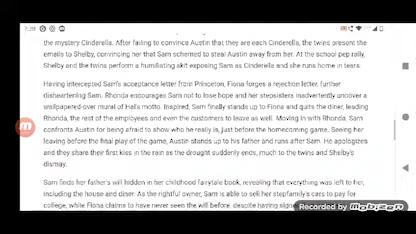 the mystery Cinderella. After failing to convince Austin that they are each Cinderella, the twins present the
emails to Shelby, convincing her that Sam schemed to steal Austin away from her. At the school pep rally,
Shelby and the twins perform a humiliating skit exposing Sam as Cinderella and she runs home in tears.
Having intercepted Sam's acceptance letter from Princeton, Fiona forges a rejection letter, further
disheartening Sam. Rhonda encourages Sam not to lose hope and her stepsisters inadvertently uncover a
wallpapered-over mural of Hal's motto. Inspired, Sam finally stands up to Fiona and quits the diner, leading
Rhonda, the rest of the employees and even the customers to leave as well. Moving in with Rhonda, Sam
confronts Austin for being afraid to show who he really is, just before the homecoming game. Seeing her
leaving before the final play of the game, Austin stands up to his father and runs after Sam. He apologizes
and they share their first kiss in the rain as the drought suddenly ends, much to the twins and Shelby's
dismay.
Sam finds her father's will hidden in her childhood fairytale book, revealing that everything was left to her,
including the house and diner. As the rightful owner, Sam is able to sell her stepfamily's cars to pay for
college, while Fiona claims to have never seen the will before, despite having signed
Recorded by Mobizen